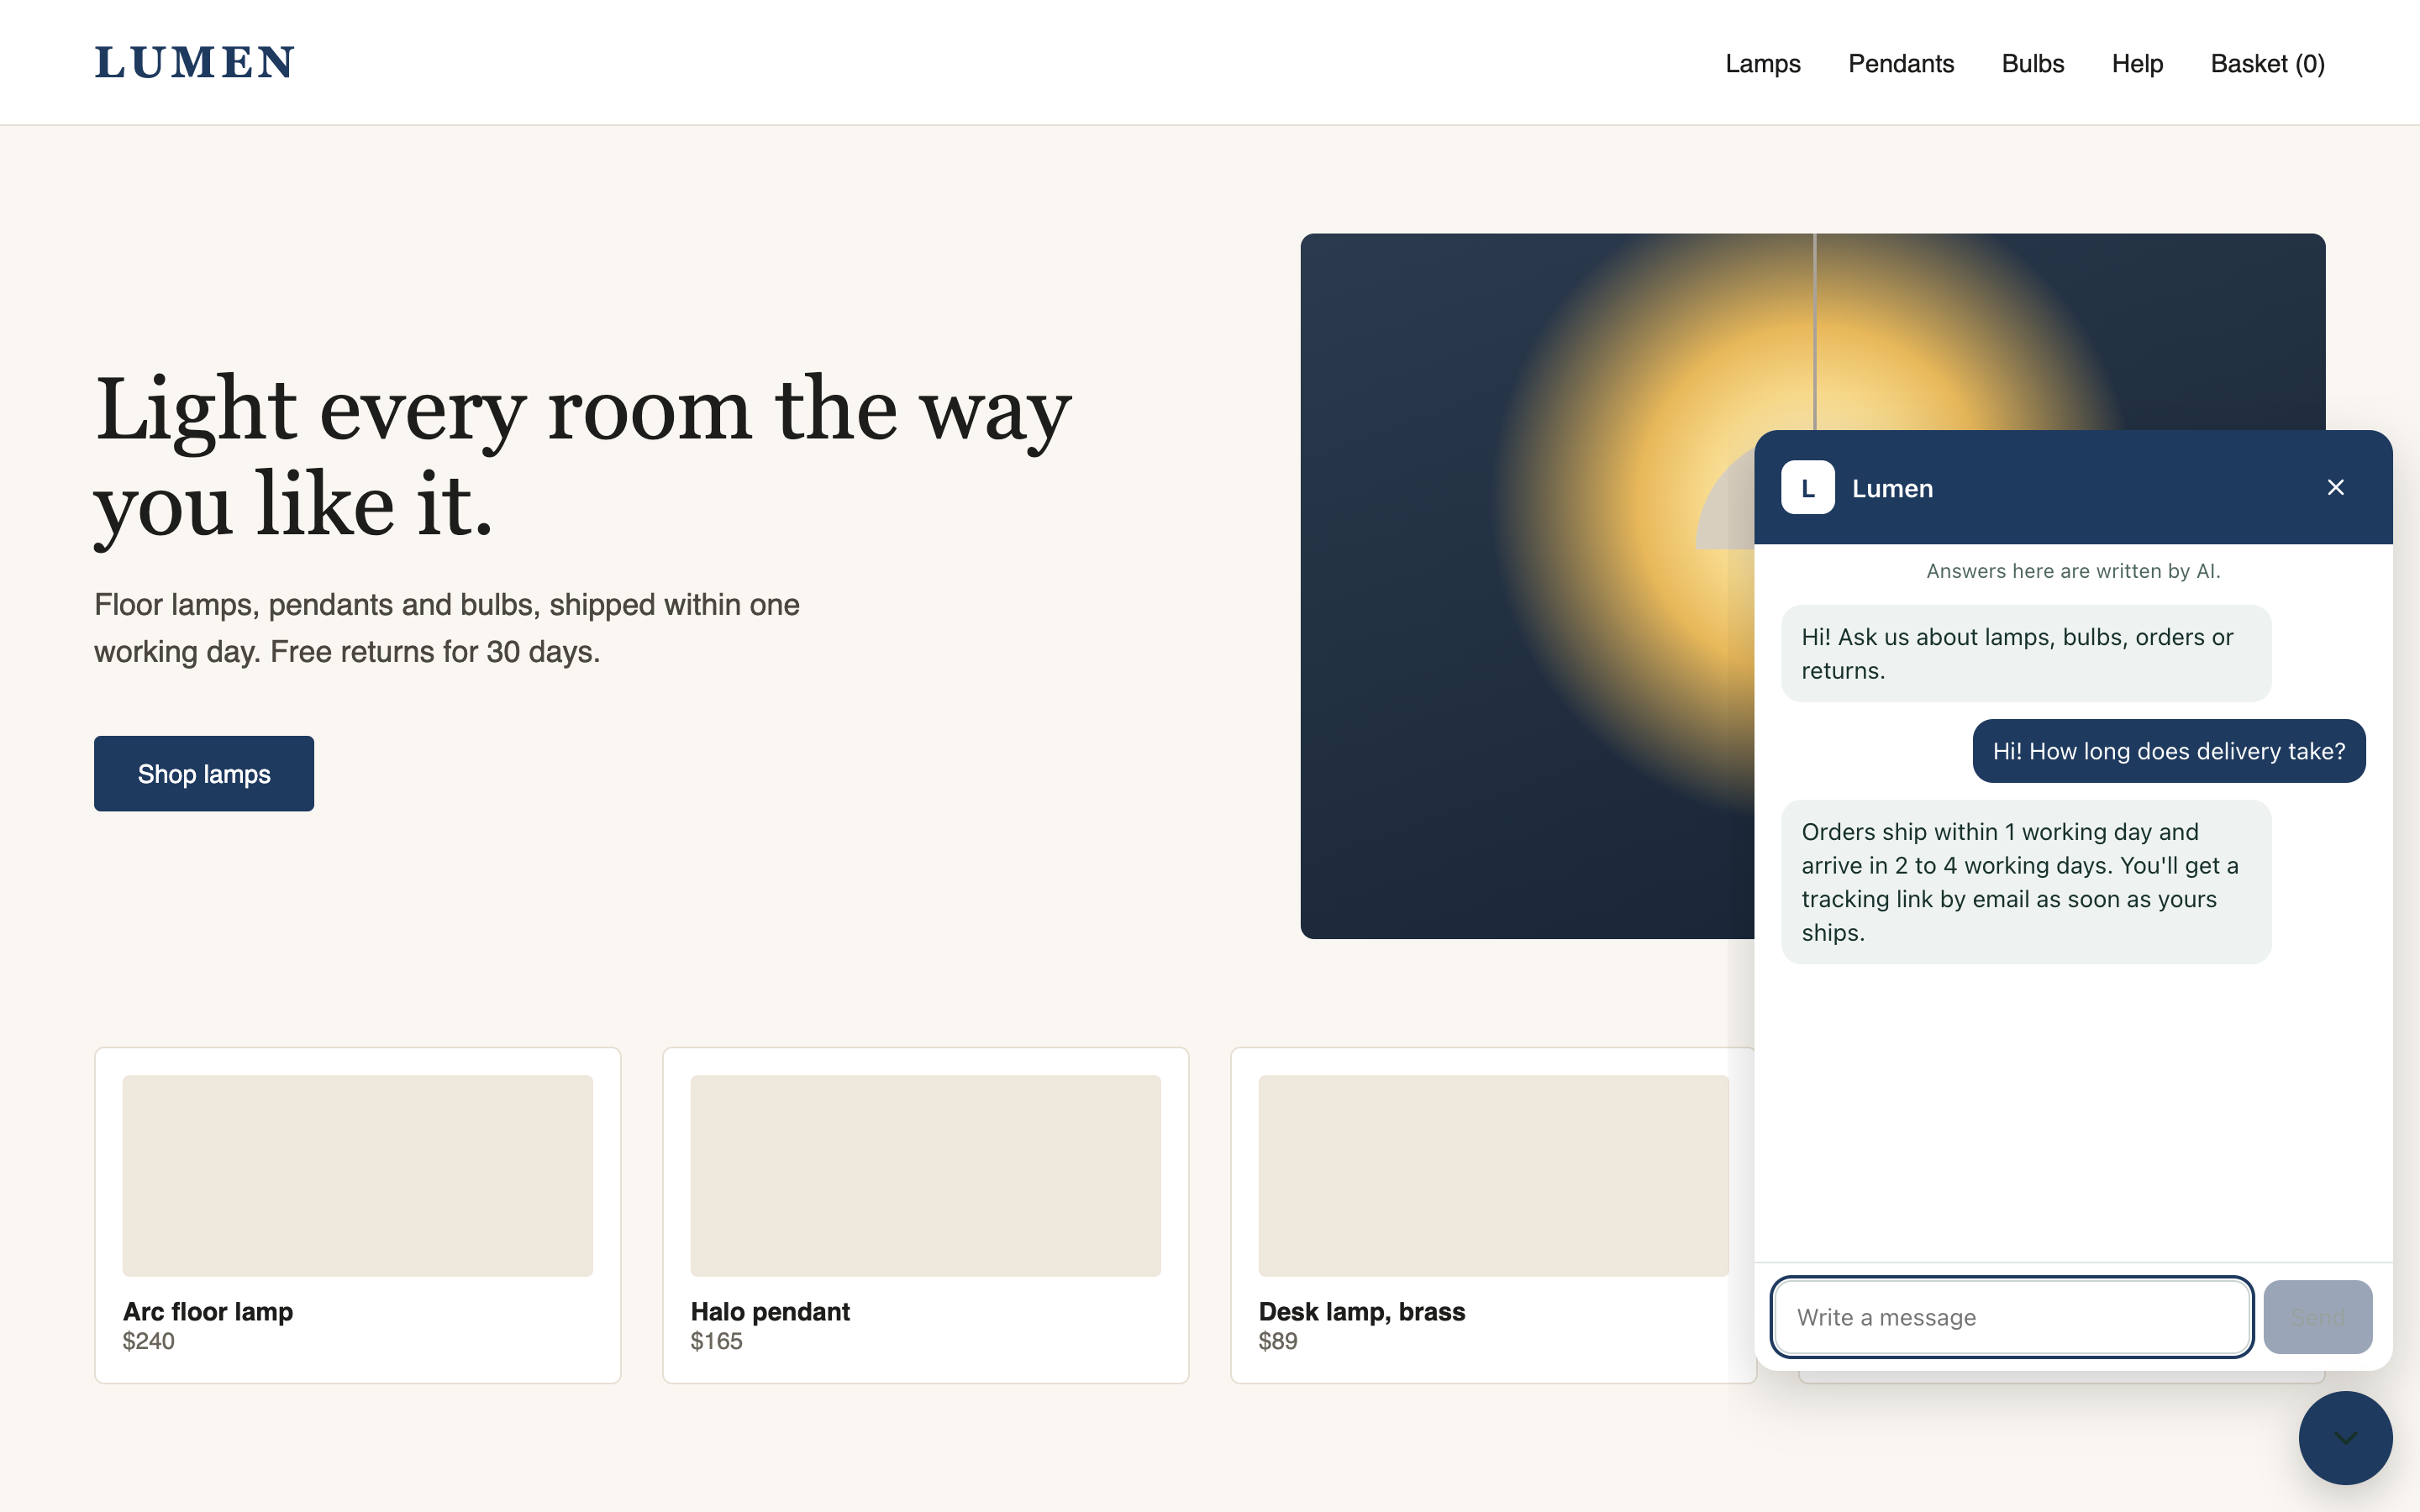 LUMEN
Lamps Pendants Bulbs Help Basket (0)
Light every room the way
you like it.
Floor lamps, pendants and bulbs, shipped within one
working day. Free returns for 30 days.
Shop lamps
L Lumen
Answers here are written by AI.
Hi! Ask us about lamps, bulbs, orders or
returns.
Hi! How long does delivery take?
Orders ship within 1 working day and
arrive in 2 to 4 working days. You'll get a
tracking link by email as soon as yours
ships.
Write a message
Send
Arc floor lamp
$240
Halo pendant
$165
Desk lamp, brass
$89